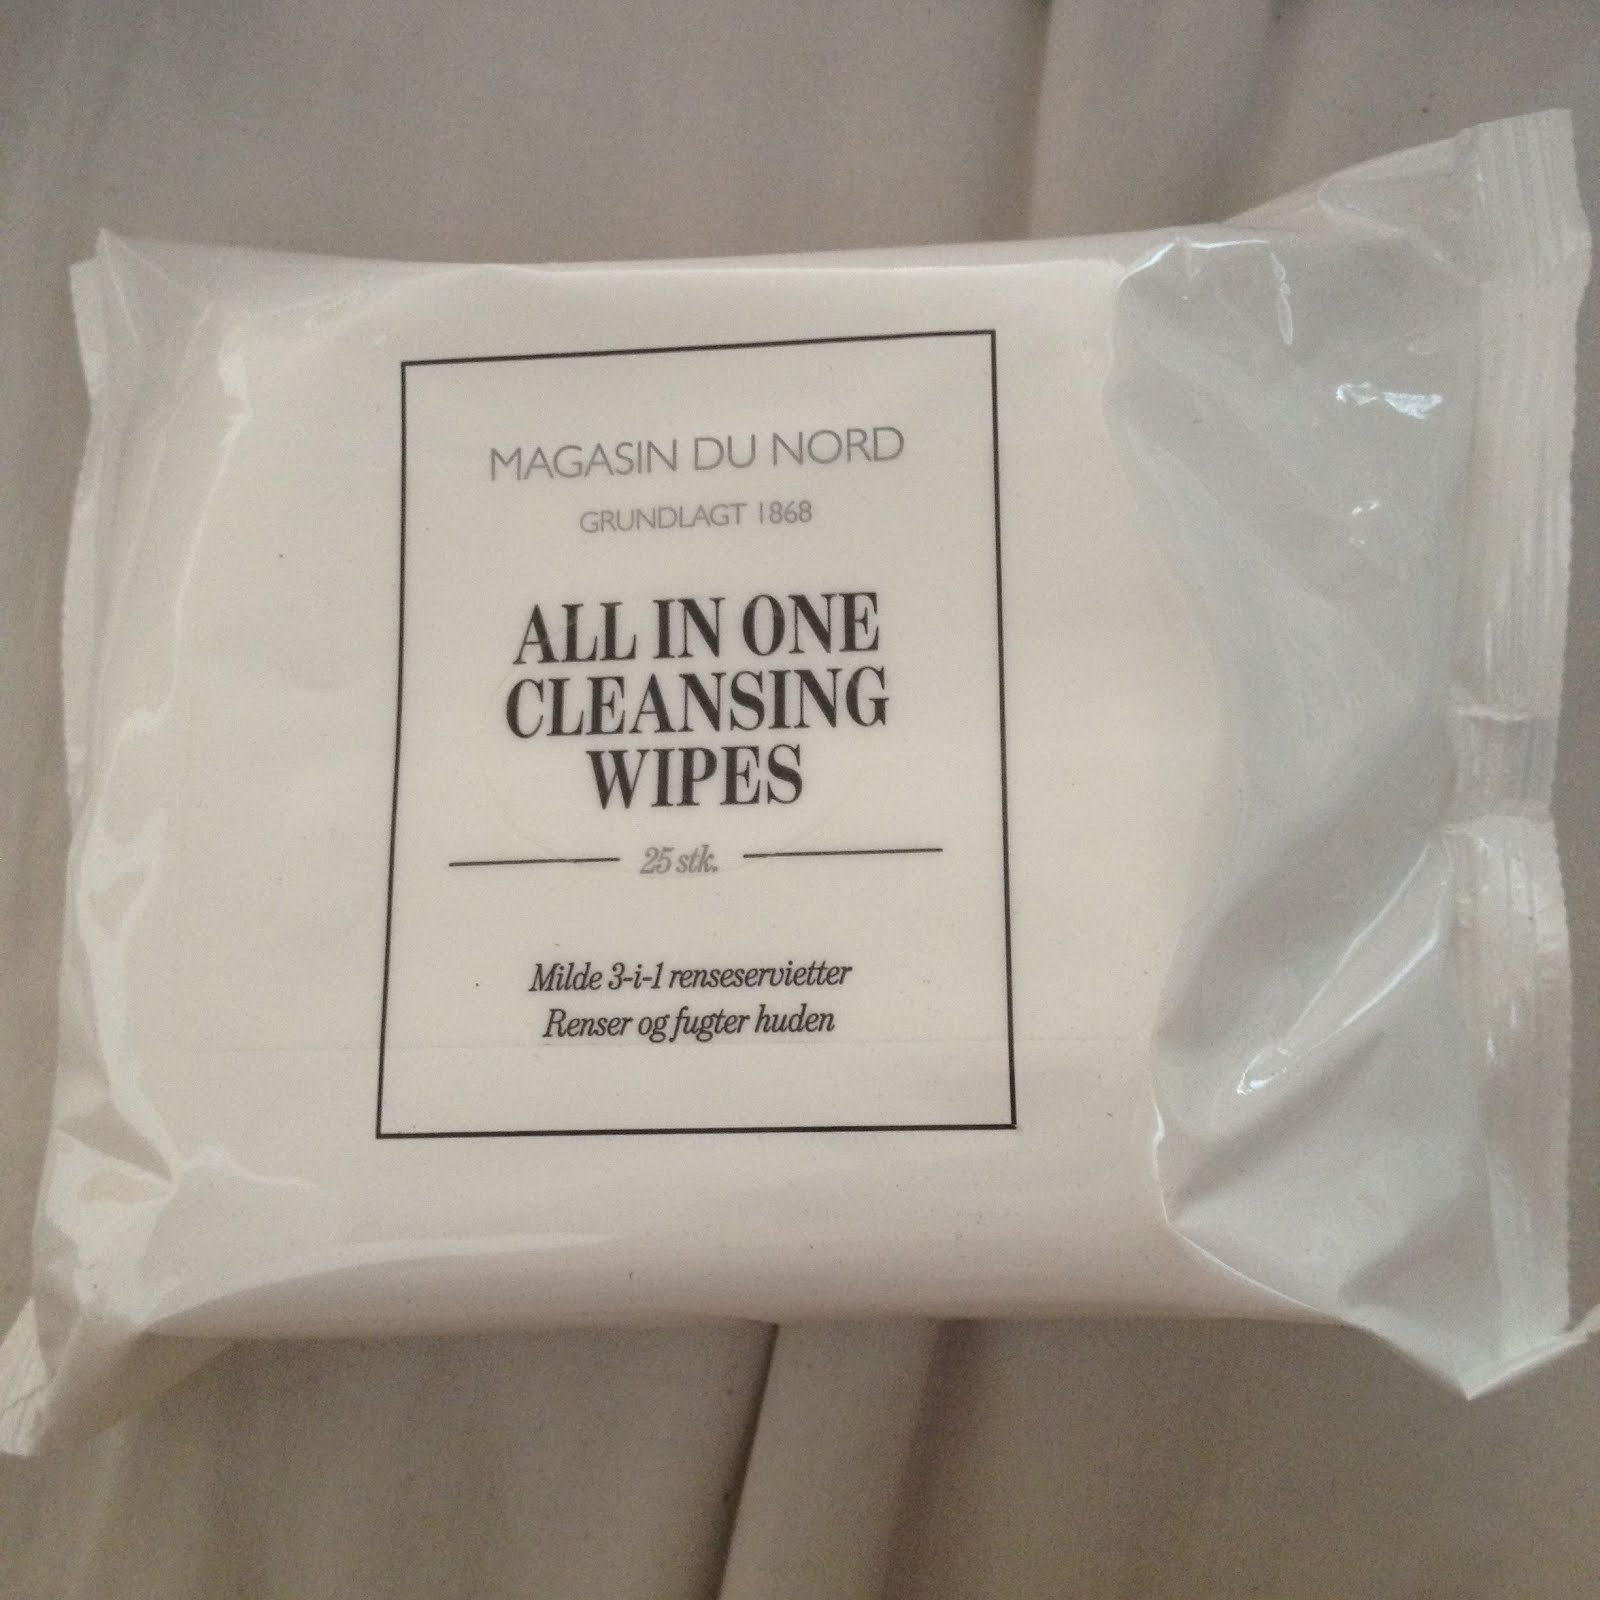 MAGASIN DU NORD
GRUNDLAGT 1868
ALL IN ONE
CLEANSING
WIPES
25 stk.
Milde 3-i-1 renseservietter
Renser og fugter huden